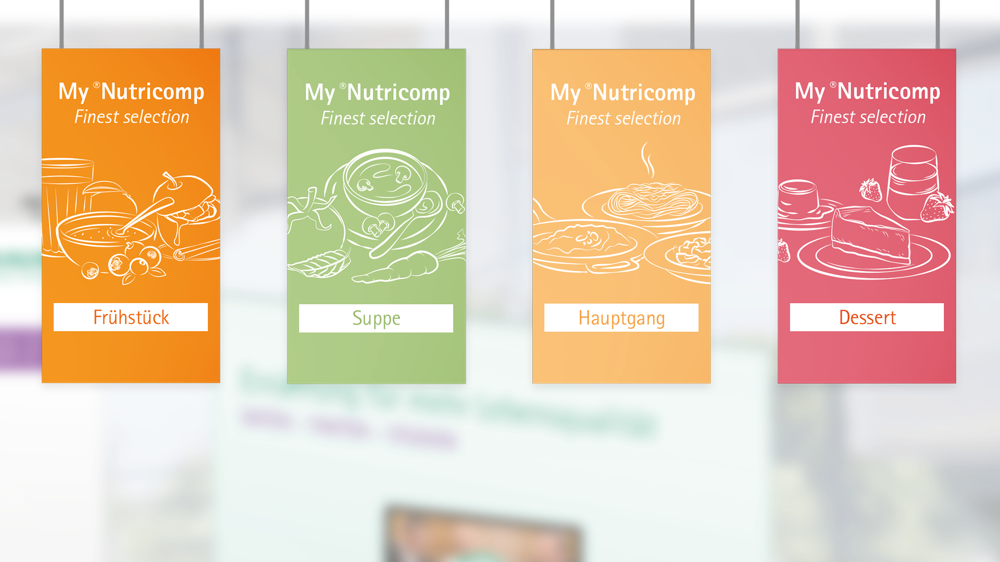 My ®Nutricomp
Finest selection
Frühstück
My ®Nutricomp
Finest selection
Suppe
My ®Nutricomp
Finest selection
Hauptgang
My ®Nutricomp
Finest selection
Dessert